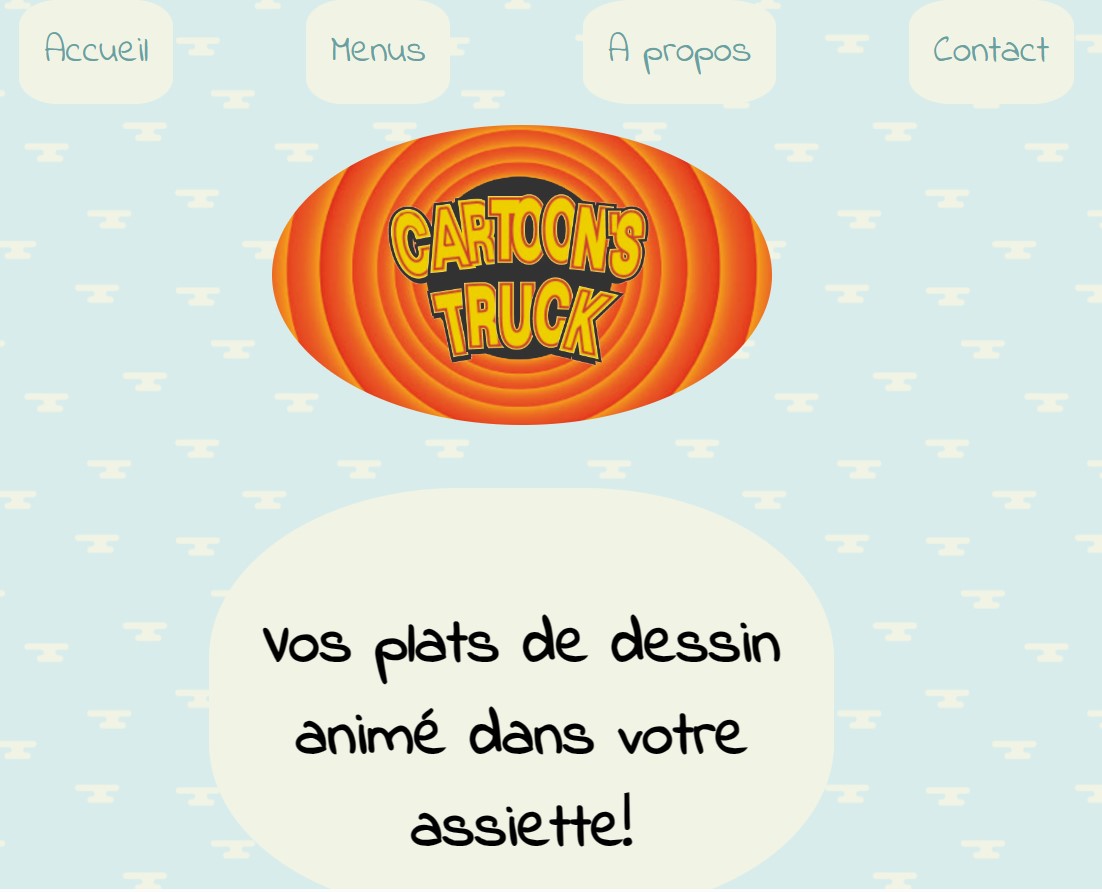 Accueil
Menus
A propos
Contact
CARTOON'S
TRUCK
Vos plats de dessin
animé dans votre
assiette!